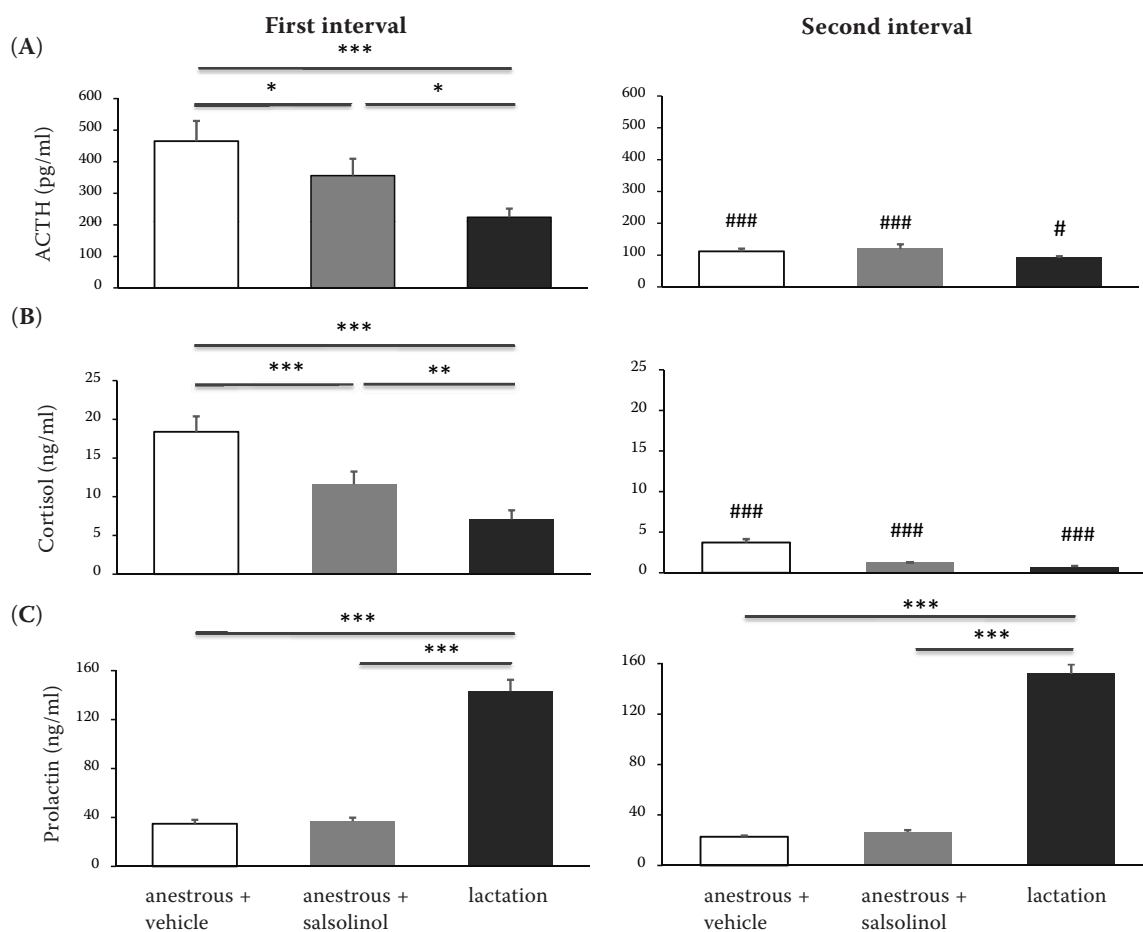 First interval
Second interval
(A)
***
*
*
600
500
400
300
200
100
0
ACTH (pg/ml)
600
500
400
300
200
100
0
###
###
#
(B)
***
***
**
25
20
15
10
5
0
Cortisol (ng/ml)
25
20
15
10
5
0
###
###
###
(C)
***
***
160
120
80
40
0
Prolactin (ng/ml)
***
***
160
120
80
40
0
anestrous +
vehicle
anestrous +
salsolinol
lactation
anestrous +
vehicle
anestrous +
salsolinol
lactation